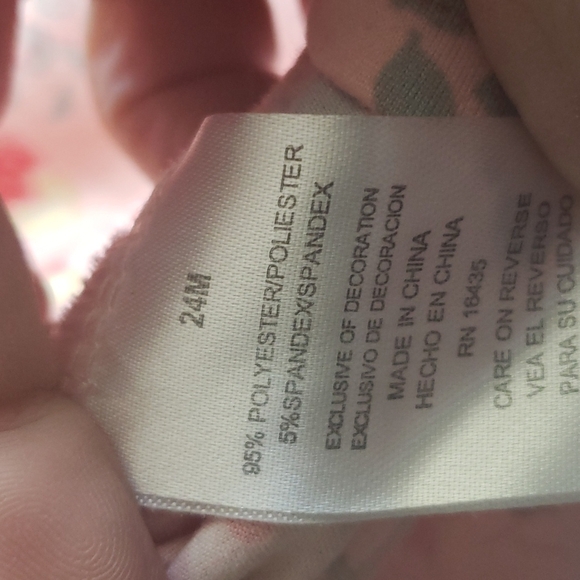 24M
95% POLYESTER/POLIESTER
5%SPANDEX/SPANDEX
EXCLUSIVE OF DECORATION
EXCLUSIVO DE DECORACION
MADE IN CHINA
HECHO EN CHINA
RN 16435
CARE ON REVERSE
VEA EL REVERSO
PARA SU CUIDADO